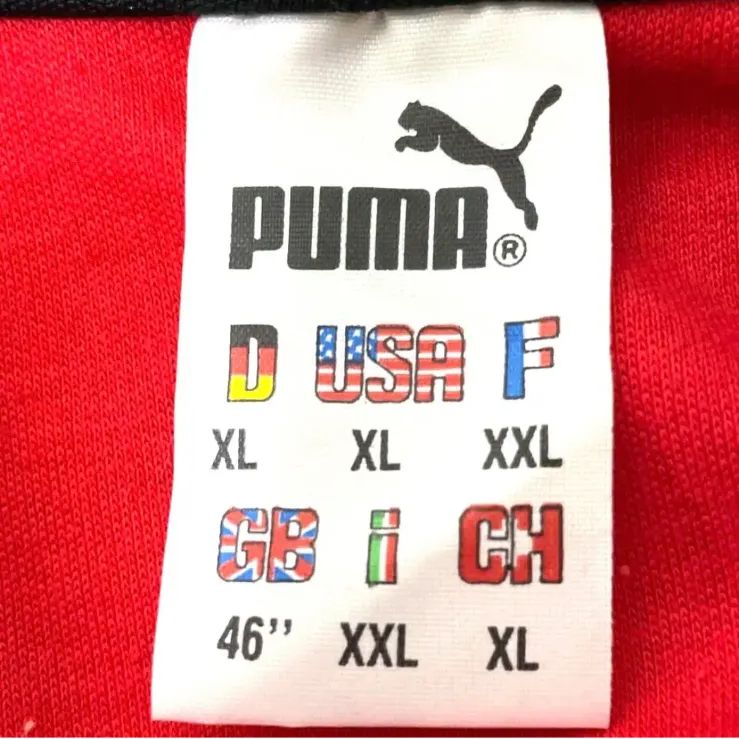 PUMA®
D USA F
XL XL XXL
GB i CH
46” XXL XL